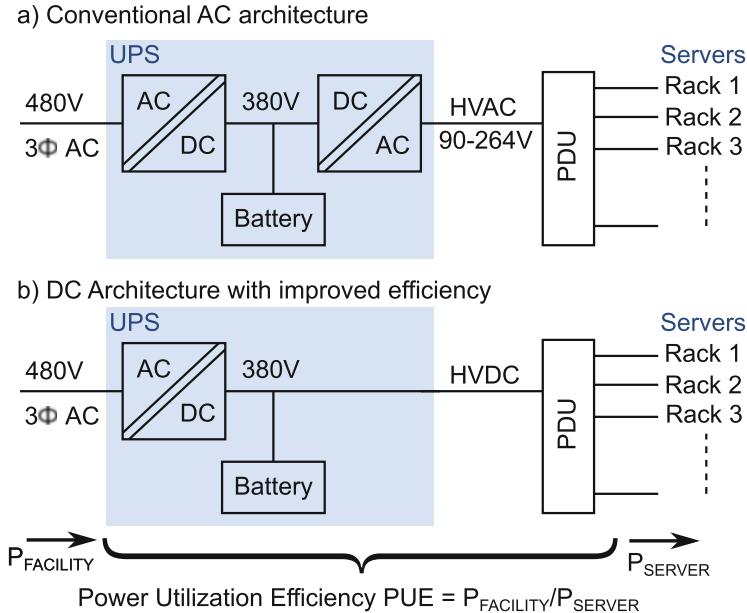 a) Conventional AC architecture
UPS
Servers
480V
3Φ AC
AC
DC
380V
DC
AC
Battery
HVAC
90-264V
PDU
Rack 1
Rack 2
Rack 3
b) DC Architecture with improved efficiency
UPS
Servers
480V
3Φ AC
AC
DC
380V
Battery
HVDC
PDU
Rack 1
Rack 2
Rack 3
PFACILITY
PSERVER
Power Utilization Efficiency PUE = PFACILITY/PSERVER